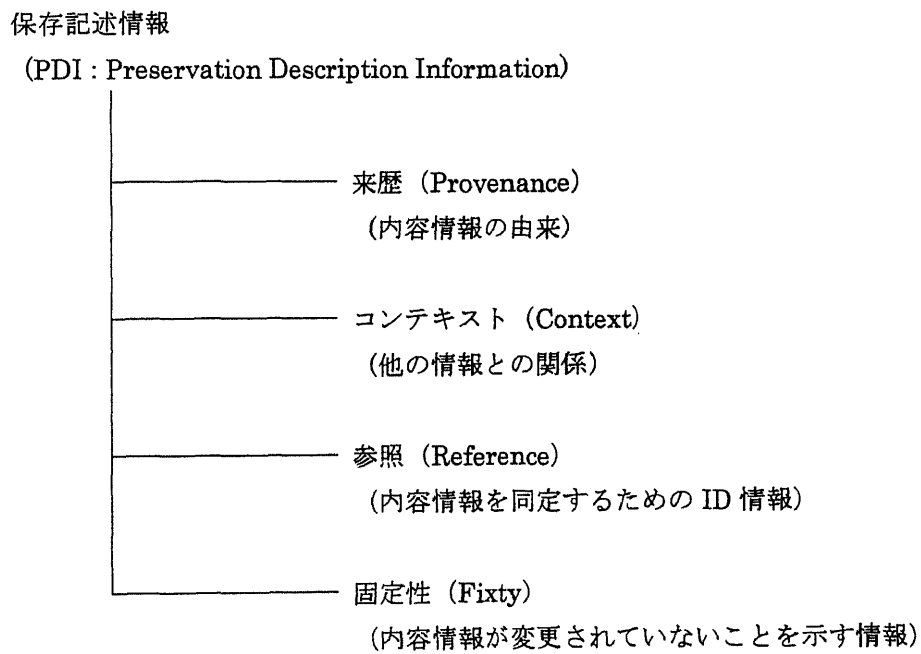 保存記述情報
(PDI : Preservation Description Information)
来歴 (Provenance)
(内容情報の由来)
コンテキスト (Context)
(他の情報との関係)
参照 (Reference)
(内容情報を同定するための ID 情報)
固定性 (Fixty)
(内容情報が変更されていないことを示す情報)